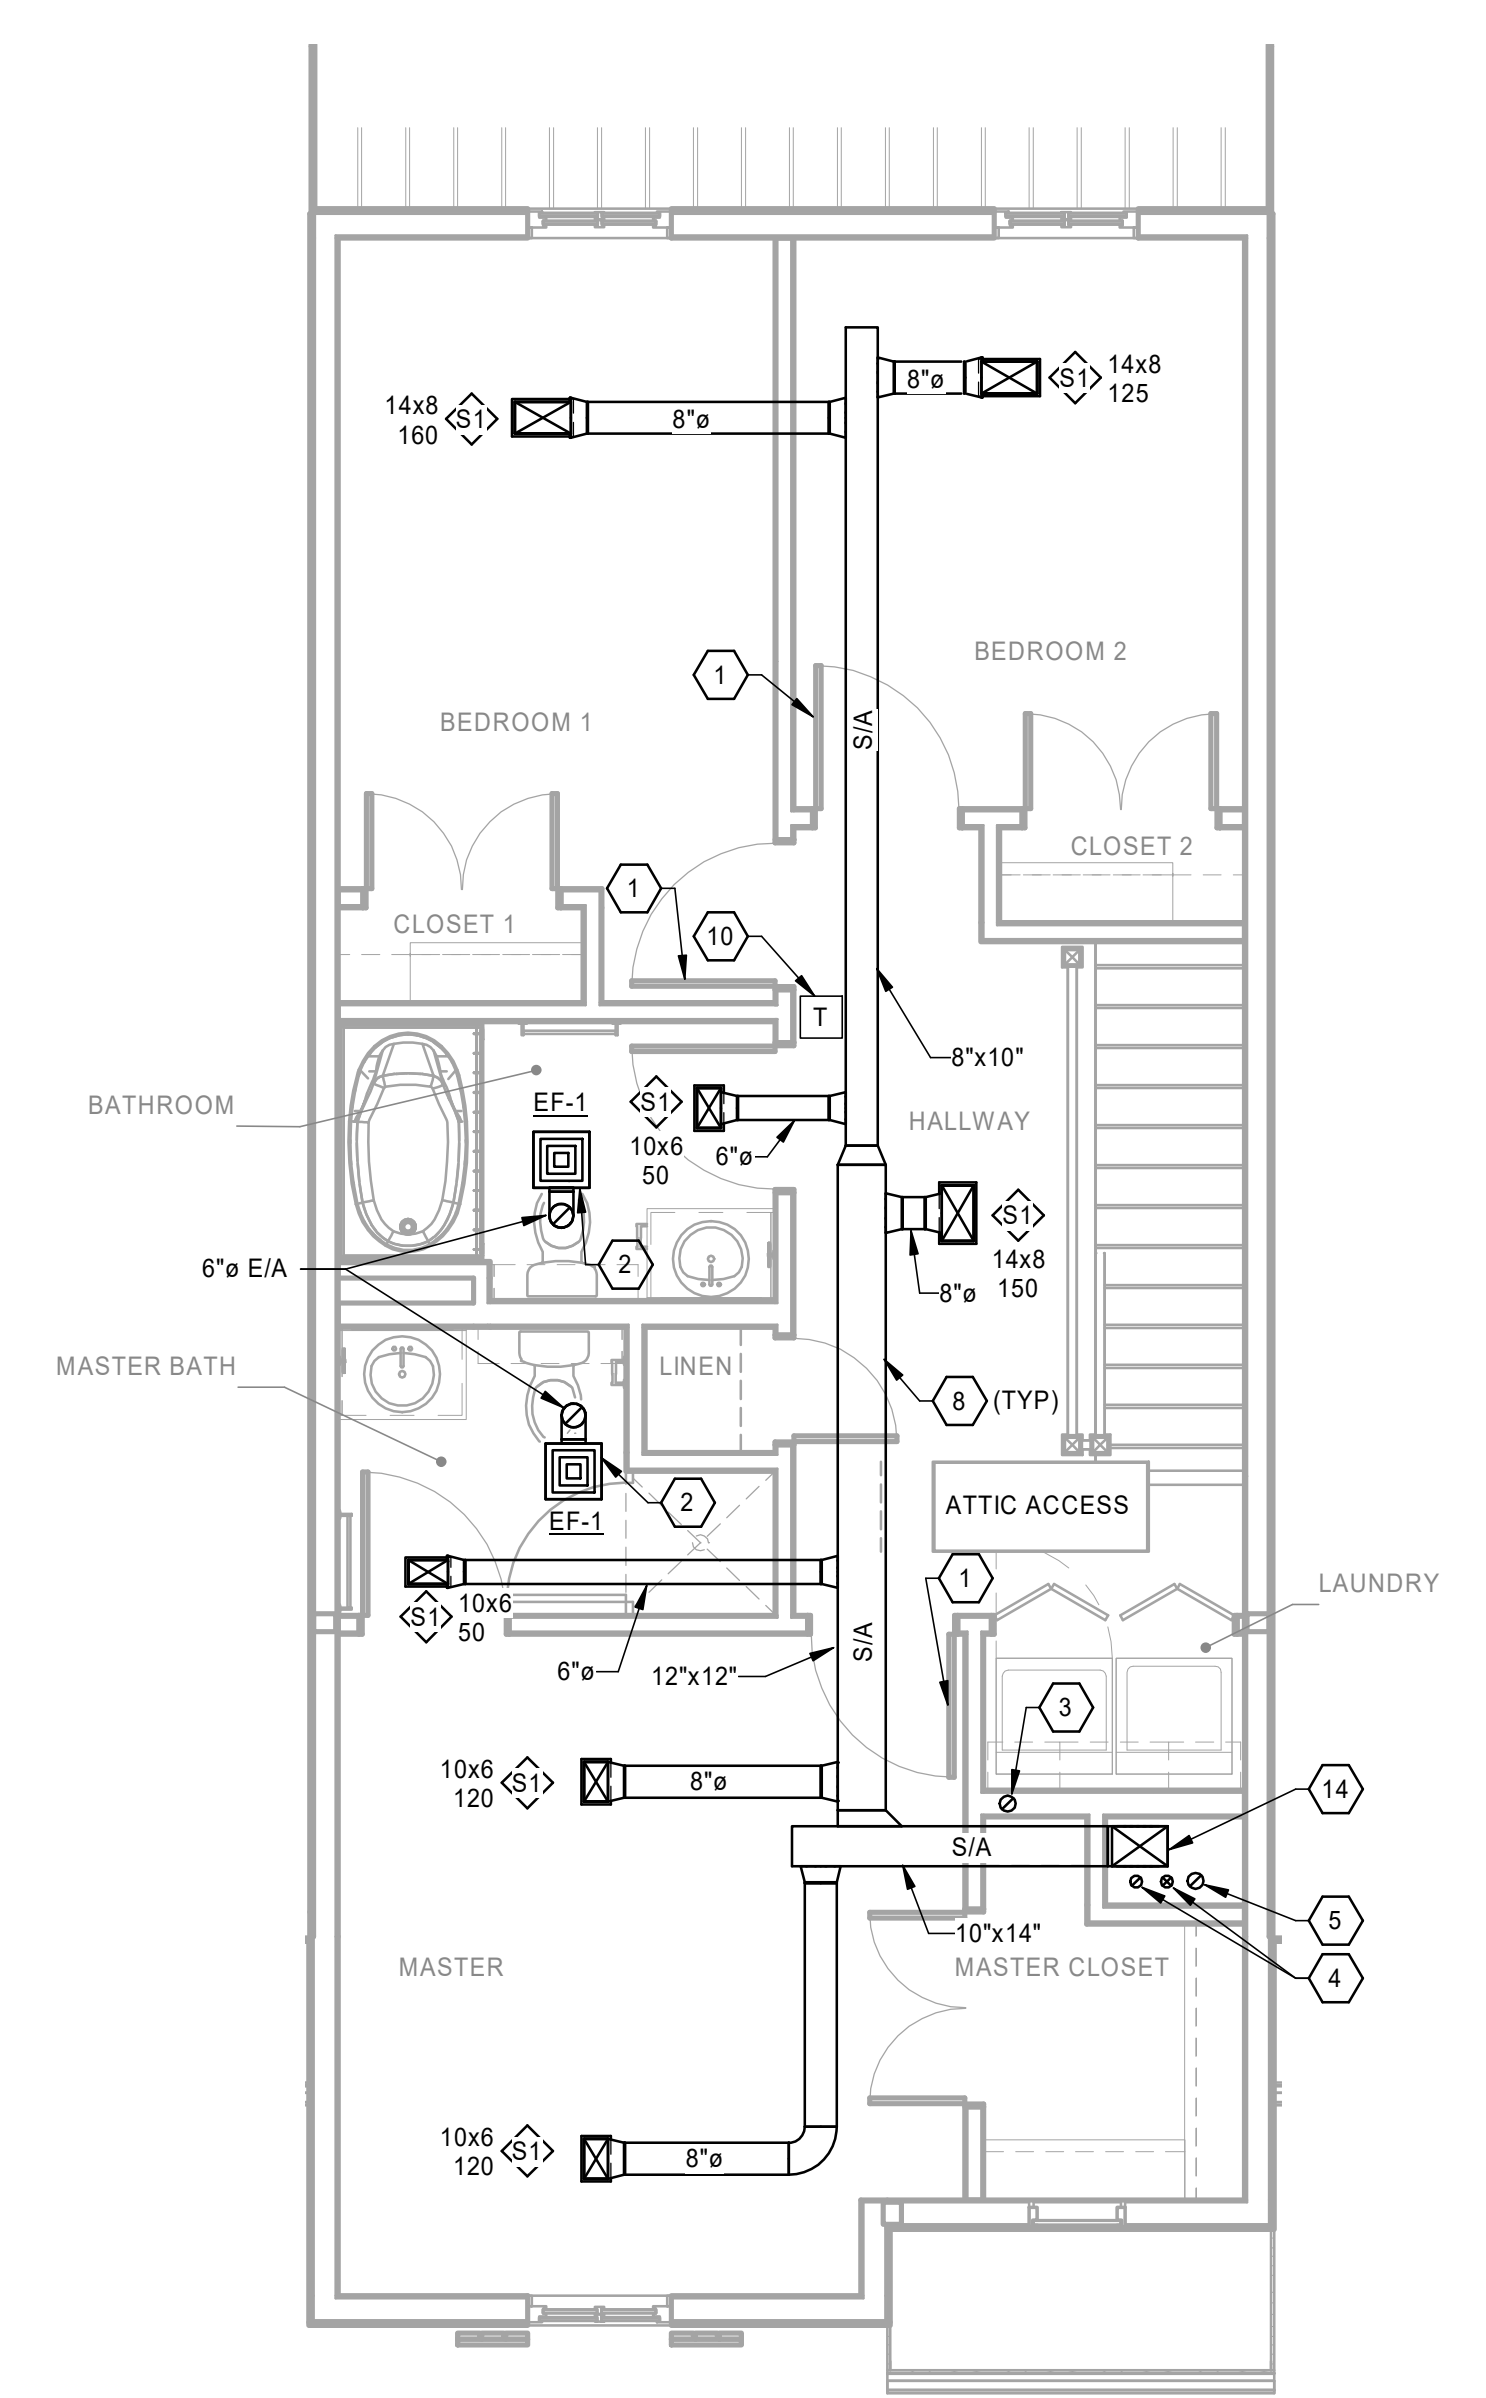 14x8
125
S1
8"ø
14x8
160
S1
8"ø
BEDROOM 2
1
S/A
BEDROOM 1
CLOSET 2
1
CLOSET 1
10
T
8"x10"
BATHROOM
EF-1
S1
10x6
50
6"ø
HALLWAY
S1
14x8
150
8"ø
2
6"ø E/A
MASTER BATH
LINEN
8
(TYP)
2
EF-1
ATTIC ACCESS
1
LAUNDRY
S1
10x6
50
6"ø
12"x12"
S/A
3
10x6
120
S1
8"ø
14
S/A
5
10"x14"
MASTER
MASTER CLOSET
4
10x6
120
S1
8"ø